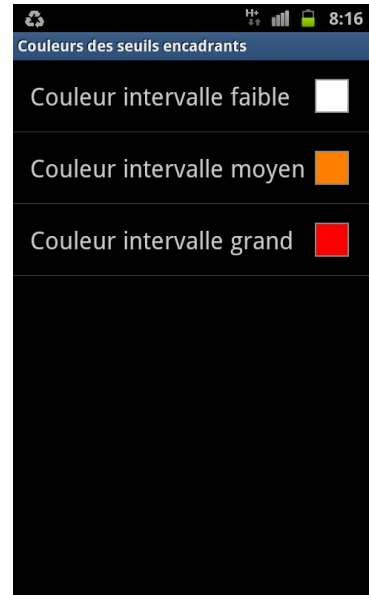 H+ 8:16
Couleurs des seuils encadrants
Couleur intervalle faible
Couleur intervalle moyen
Couleur intervalle grand